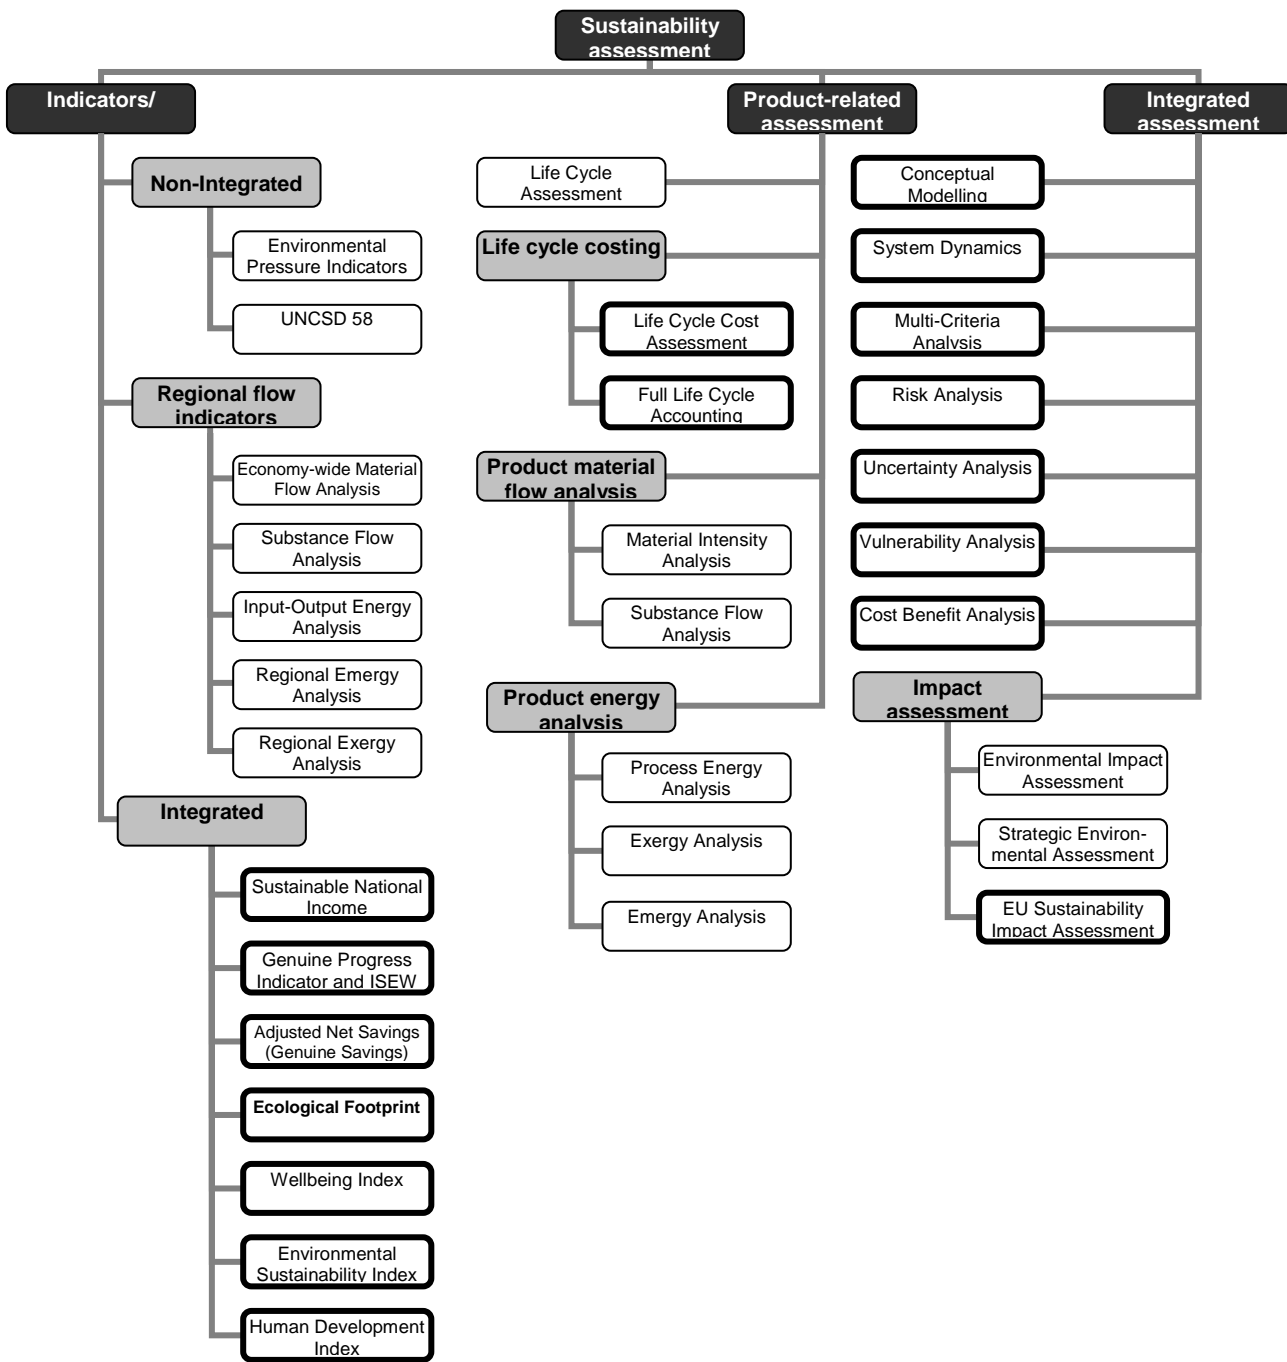 Sustainability
assessment
Indicators/
Non-Integrated
Environmental
Pressure Indicators
UNCSD 58
Regional flow
indicators
Economy-wide Material
Flow Analysis
Substance Flow
Analysis
Input-Output Energy
Analysis
Regional Emergy
Analysis
Regional Exergy
Analysis
Integrated
Sustainable National
Income
Genuine Progress
Indicator and ISEW
Adjusted Net Savings
(Genuine Savings)
Ecological Footprint
Wellbeing Index
Environmental
Sustainability Index
Human Development
Index
Product-related
assessment
Life Cycle
Assessment
Life cycle costing
Life Cycle Cost
Assessment
Full Life Cycle
Accounting
Product material
flow analysis
Material Intensity
Analysis
Substance Flow
Analysis
Product energy
analysis
Process Energy
Analysis
Exergy Analysis
Emergy Analysis
Integrated
assessment
Conceptual
Modelling
System Dynamics
Multi-Criteria
Analysis
Risk Analysis
Uncertainty Analysis
Vulnerability Analysis
Cost Benefit Analysis
Impact
assessment
Environmental Impact
Assessment
Strategic Environ-
mental Assessment
EU Sustainability
Impact Assessment